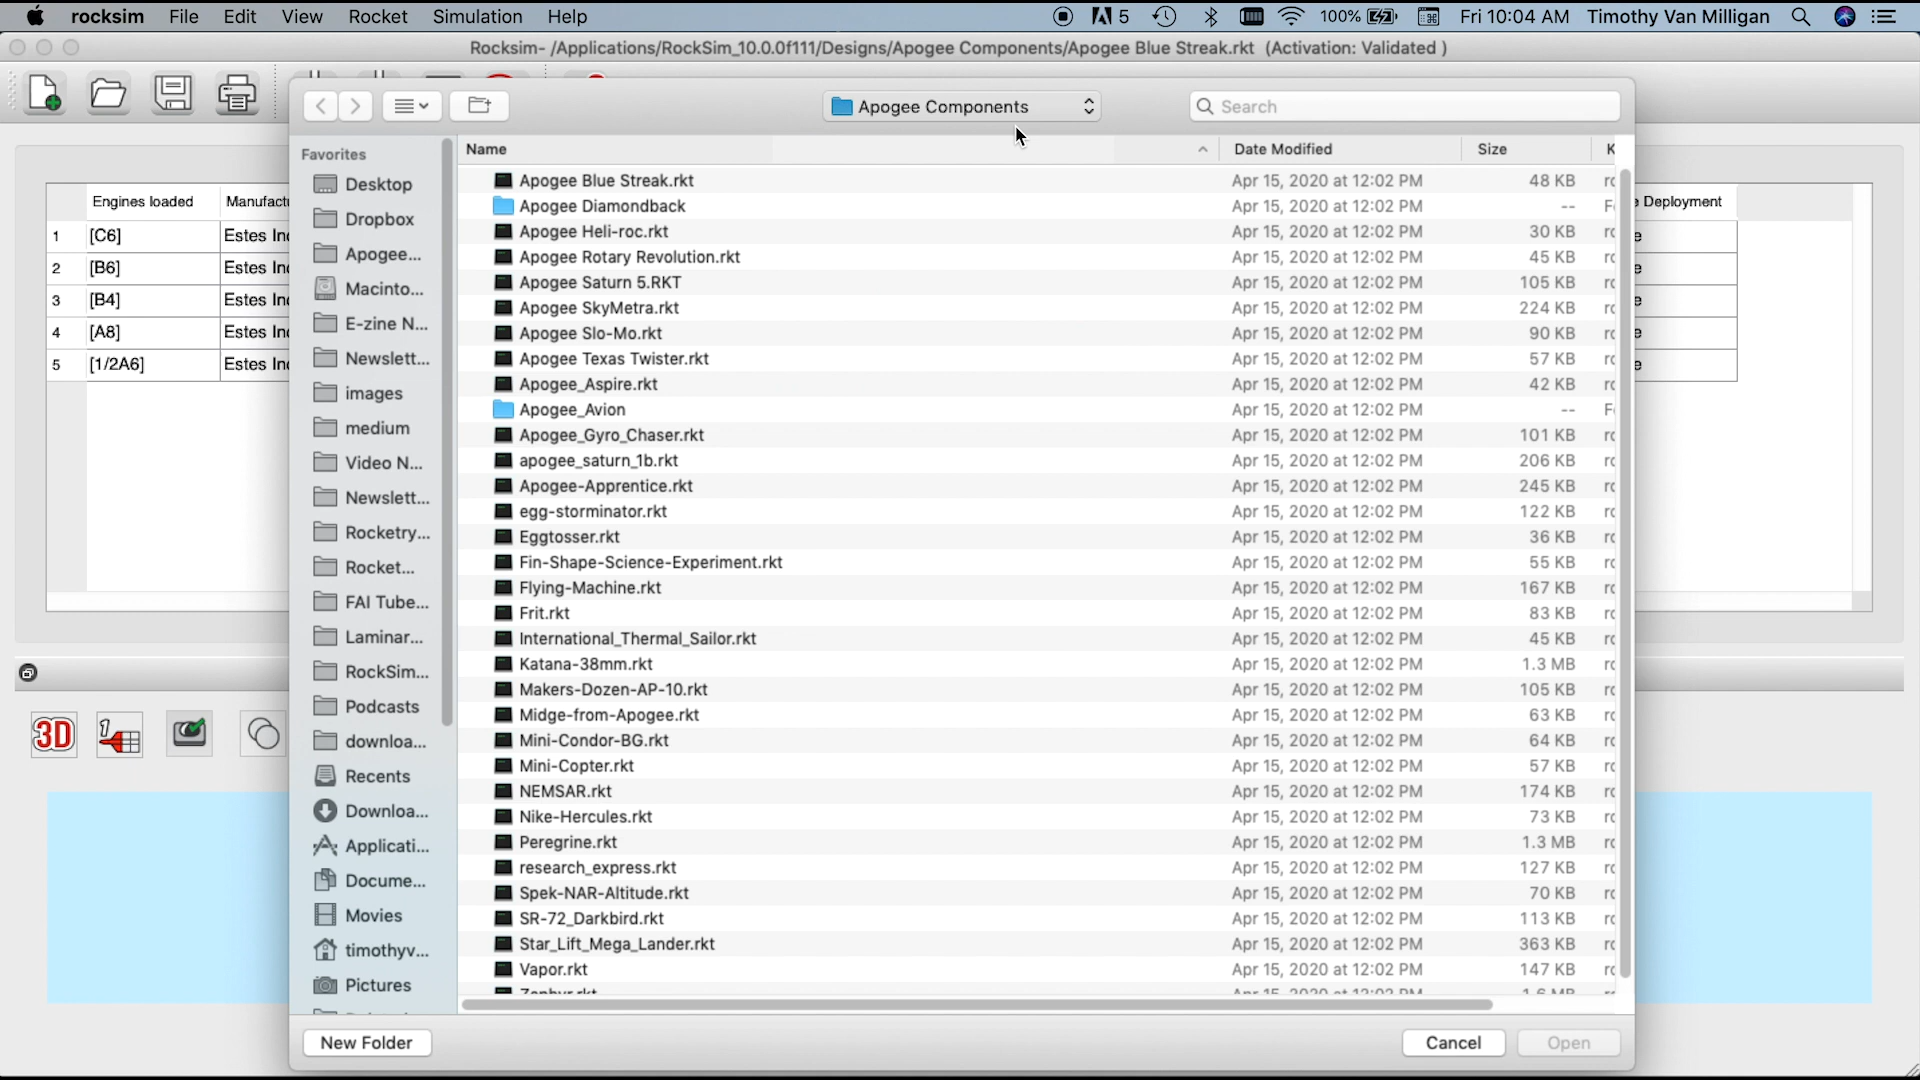 rocksim File Edit View Rocket Simulation Help 5 100% Fri 10:04 AM Timothy Van Milligan
Rocksim- /Applications/RockSim_10.0.0f111/Designs/Apogee Components/Apogee Blue Streak.rkt (Activation: Validated )
Apogee Components Search
Favorites
Desktop
Dropbox
Apogee...
Macinto...
E-zine N...
Newslett...
images
medium
Video N...
Newslett...
Rocketry...
Rocket...
FAI Tube...
Laminar...
RockSim...
Podcasts
downloa...
Recents
Downloa...
Applicati...
Docume...
Movies
timothyv...
Pictures
Name Date Modified Size K
Apogee Blue Streak.rkt Apr 15, 2020 at 12:02 PM 48 KB
Apogee Diamondback Apr 15, 2020 at 12:02 PM --
Apogee Heli-roc.rkt Apr 15, 2020 at 12:02 PM 30 KB
Apogee Rotary Revolution.rkt Apr 15, 2020 at 12:02 PM 45 KB
Apogee Saturn 5.RKT Apr 15, 2020 at 12:02 PM 105 KB
Apogee SkyMetra.rkt Apr 15, 2020 at 12:02 PM 224 KB
Apogee Slo-Mo.rkt Apr 15, 2020 at 12:02 PM 90 KB
Apogee Texas Twister.rkt Apr 15, 2020 at 12:02 PM 57 KB
Apogee_Aspire.rkt Apr 15, 2020 at 12:02 PM 42 KB
Apogee_Avion Apr 15, 2020 at 12:02 PM --
Apogee_Gyro_Chaser.rkt Apr 15, 2020 at 12:02 PM 101 KB
apogee_saturn_1b.rkt Apr 15, 2020 at 12:02 PM 206 KB
Apogee-Apprentice.rkt Apr 15, 2020 at 12:02 PM 245 KB
egg-storminator.rkt Apr 15, 2020 at 12:02 PM 122 KB
Eggtosser.rkt Apr 15, 2020 at 12:02 PM 36 KB
Fin-Shape-Science-Experiment.rkt Apr 15, 2020 at 12:02 PM 55 KB
Flying-Machine.rkt Apr 15, 2020 at 12:02 PM 167 KB
Frit.rkt Apr 15, 2020 at 12:02 PM 83 KB
International_Thermal_Sailor.rkt Apr 15, 2020 at 12:02 PM 45 KB
Katana-38mm.rkt Apr 15, 2020 at 12:02 PM 1.3 MB
Makers-Dozen-AP-10.rkt Apr 15, 2020 at 12:02 PM 105 KB
Midge-from-Apogee.rkt Apr 15, 2020 at 12:02 PM 63 KB
Mini-Condor-BG.rkt Apr 15, 2020 at 12:02 PM 64 KB
Mini-Copter.rkt Apr 15, 2020 at 12:02 PM 57 KB
NEMSAR.rkt Apr 15, 2020 at 12:02 PM 174 KB
Nike-Hercules.rkt Apr 15, 2020 at 12:02 PM 73 KB
Peregrine.rkt Apr 15, 2020 at 12:02 PM 1.3 MB
research_express.rkt Apr 15, 2020 at 12:02 PM 127 KB
Spek-NAR-Altitude.rkt Apr 15, 2020 at 12:02 PM 70 KB
SR-72_Darkbird.rkt Apr 15, 2020 at 12:02 PM 113 KB
Star_Lift_Mega_Lander.rkt Apr 15, 2020 at 12:02 PM 363 KB
Vapor.rkt Apr 15, 2020 at 12:02 PM 147 KB
New Folder Cancel Open
Engines loaded Manufactu
1 [C6] Estes In
2 [B6] Estes In
3 [B4] Estes In
4 [A8] Estes In
5 [1/2A6] Estes In
Deployment
3D 1